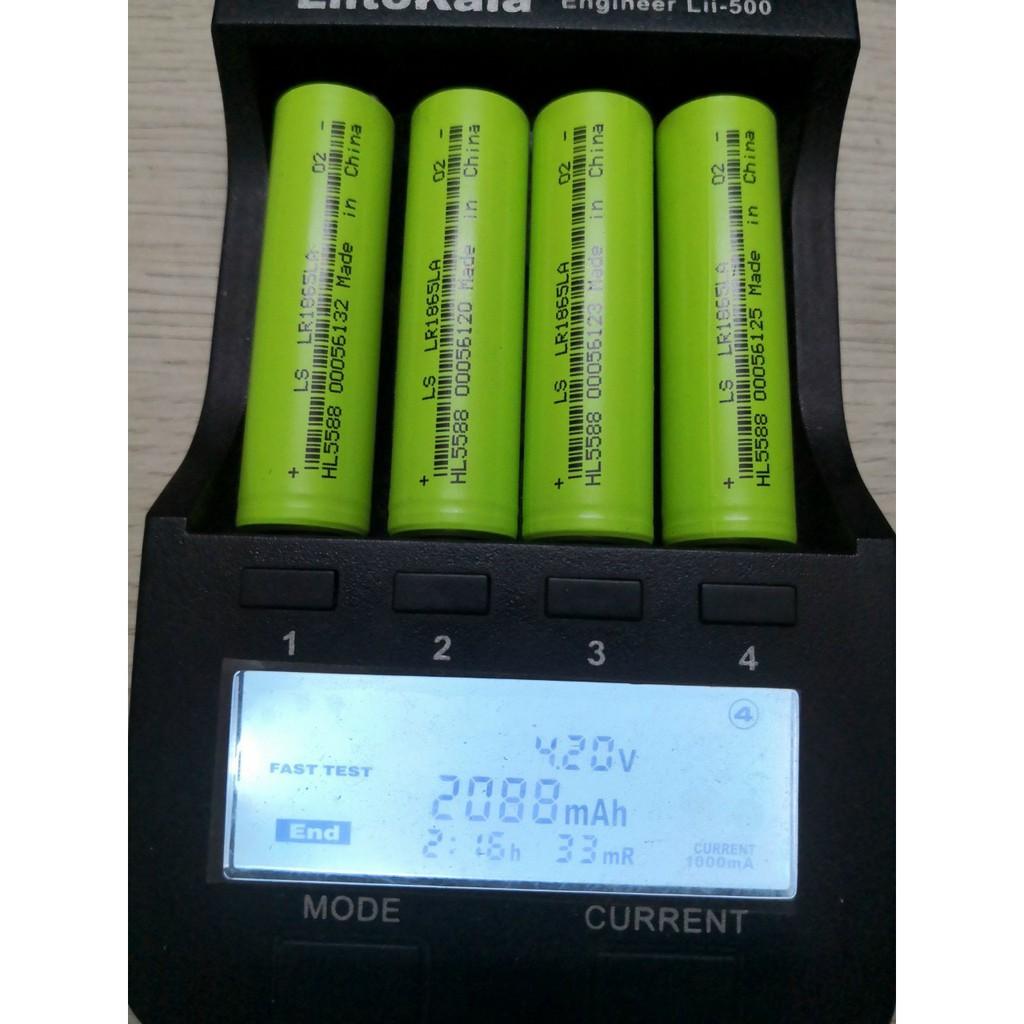 LiitoKala Engineer Lii-500
LS LR1865LA 02 -
+
HL5588 00056132 Made in China
LS LR1865LA 02 -
+
HL5588 00056120 Made in China
LS LR1865LA 02 -
+
HL5588 00056123 Made in China
LS LR1865LA 02 -
+
HL5588 00056125 Made in China
1 2 3 4
4
4.20V
FAST TEST
2088mAh
End
2:16h 33mR
CURRENT
1000mA
MODE CURRENT